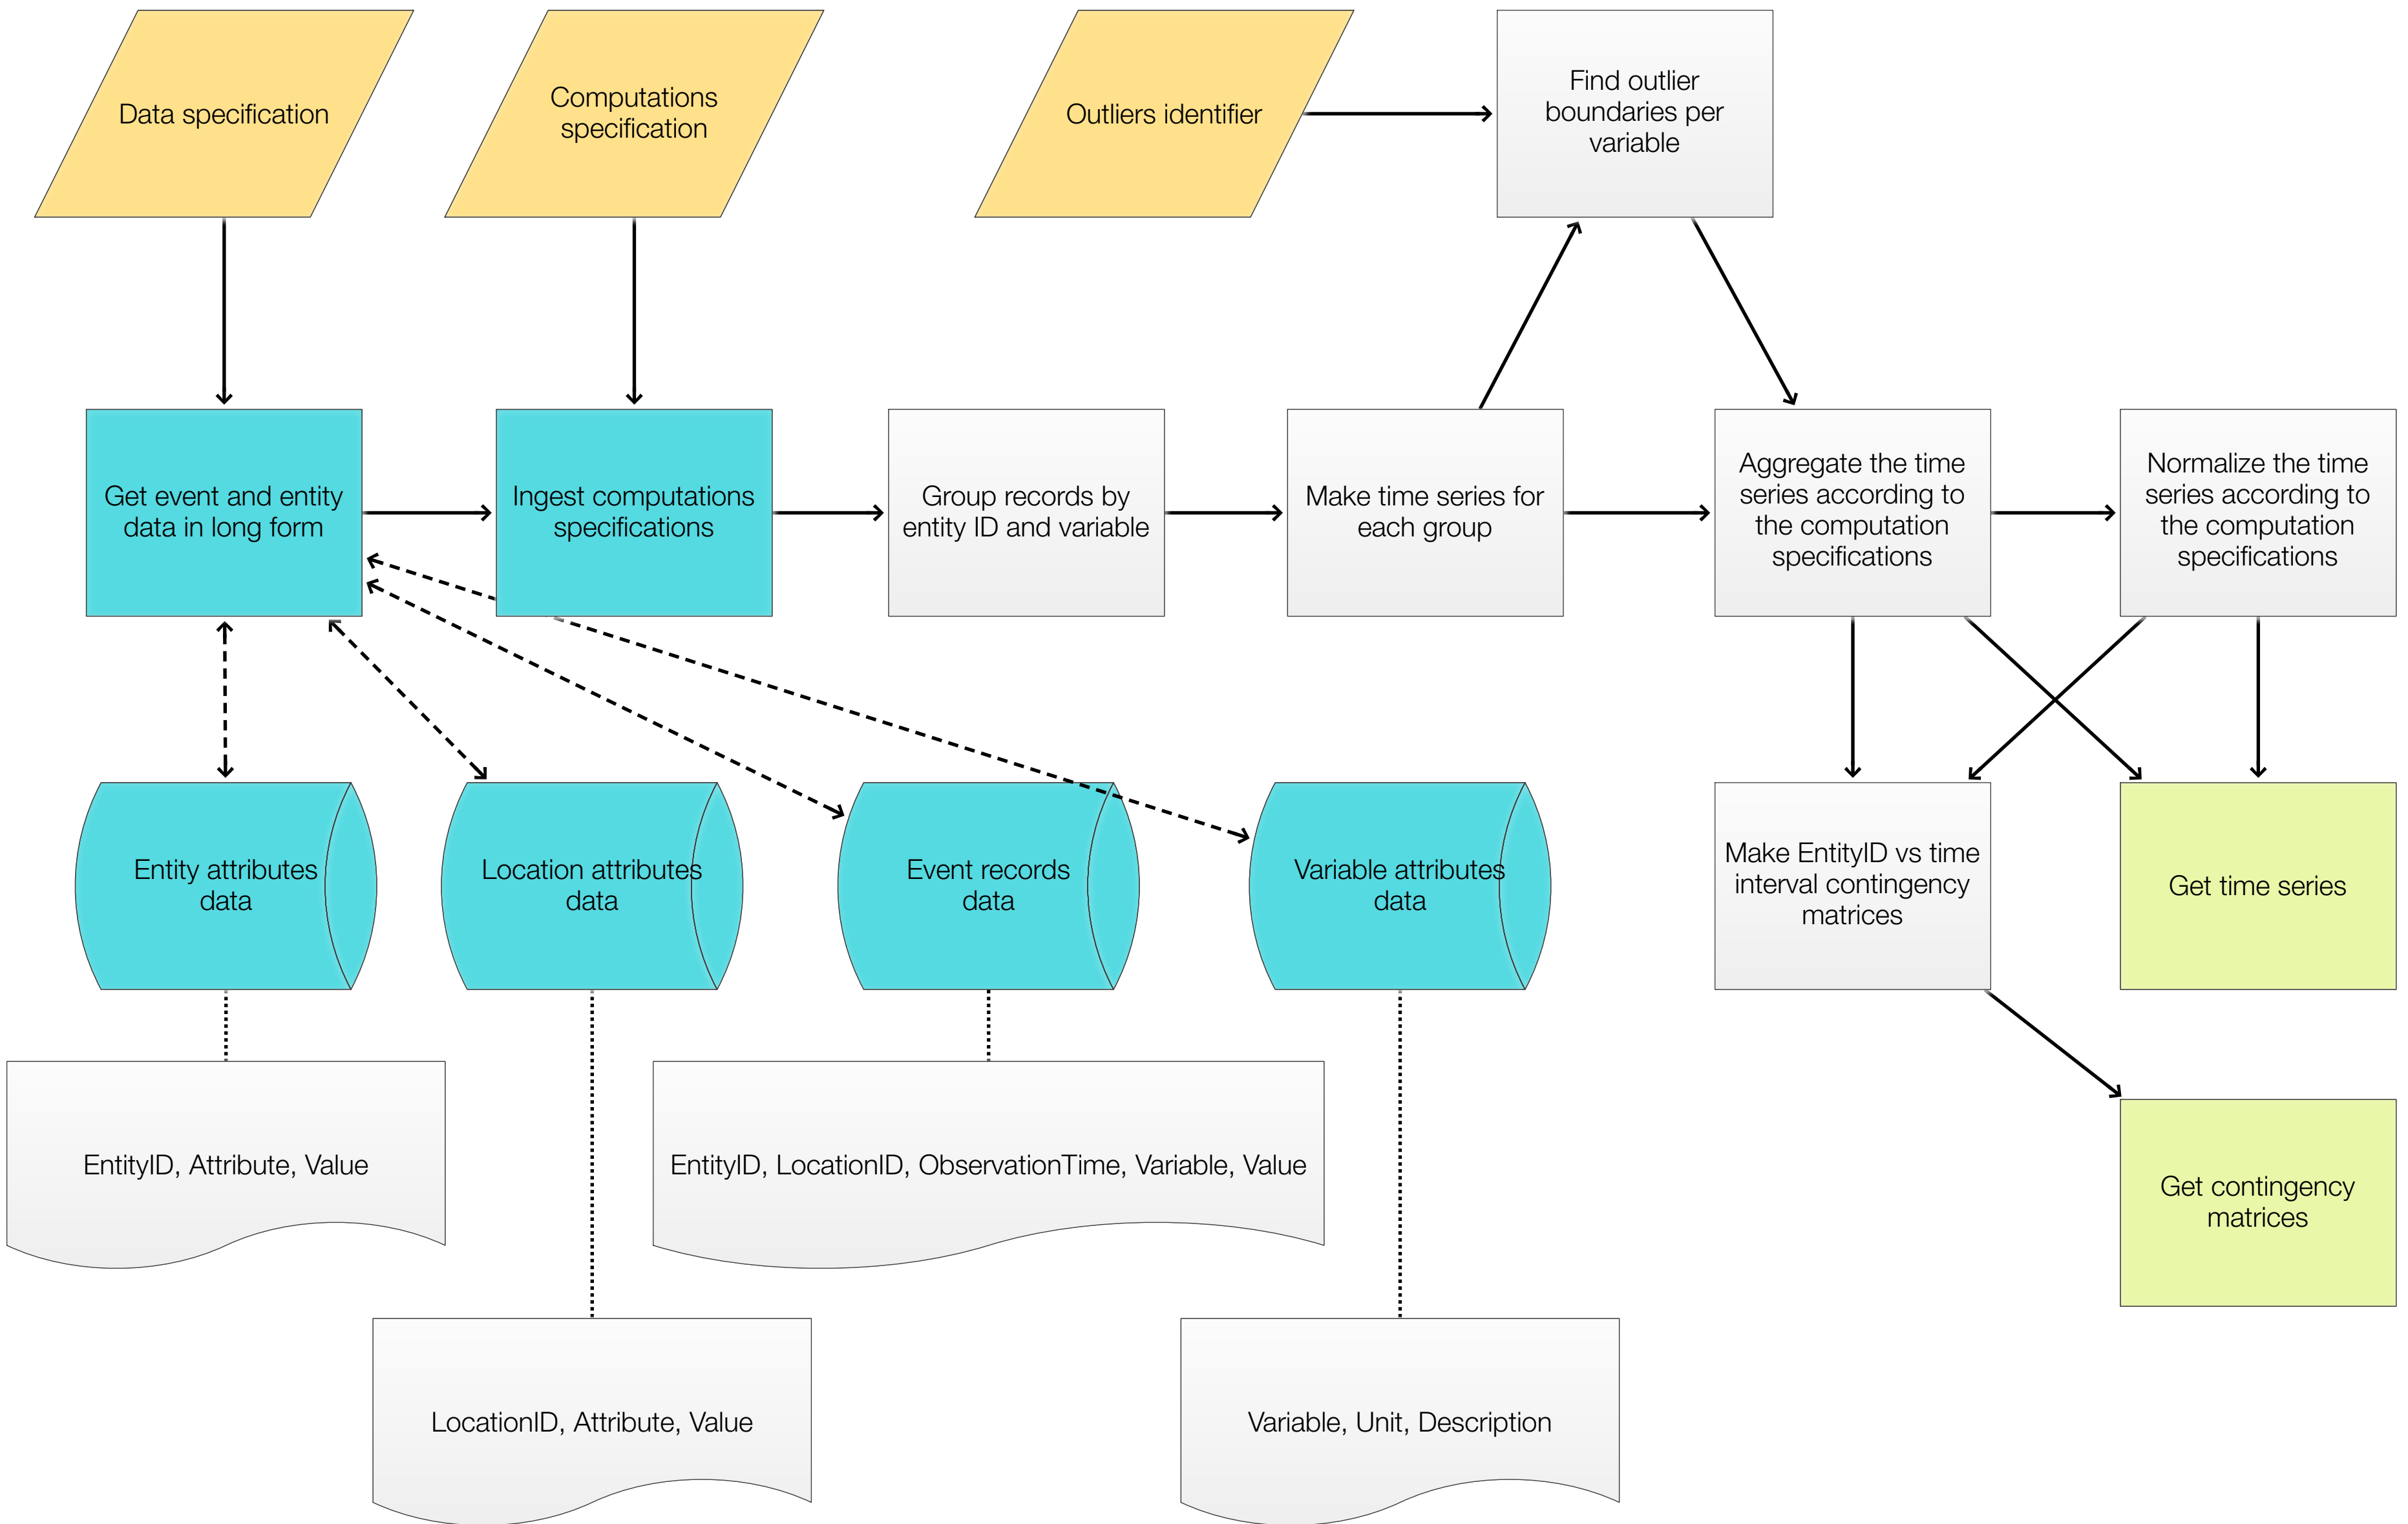 Data specification
Computations
specification
Outliers identifier
Find outlier
boundaries per
variable
Get event and entity
data in long form
Ingest computations
specifications
Group records by
entity ID and variable
Make time series for
each group
Aggregate the time
series according to
the computation
specifications
Normalize the time
series according to
the computation
specifications
Entity attributes
data
Location attributes
data
Event records
data
Variable attributes
data
Make EntityID vs time
interval contingency
matrices
Get time series
EntityID, Attribute, Value
EntityID, LocationID, ObservationTime, Variable, Value
Get contingency
matrices
LocationID, Attribute, Value
Variable, Unit, Description